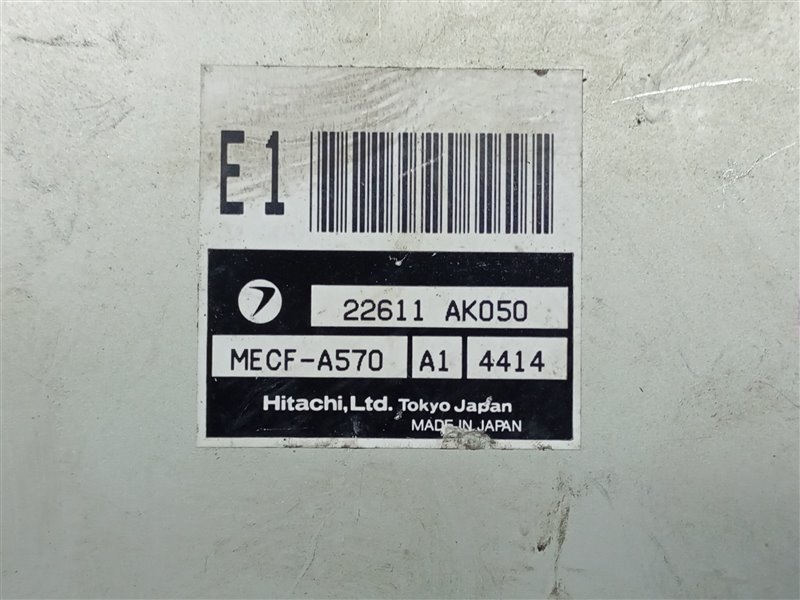 E1
22611 AK050
MECF-A570 A1 4414
Hitachi,Ltd. Tokyo Japan
MADE IN JAPAN